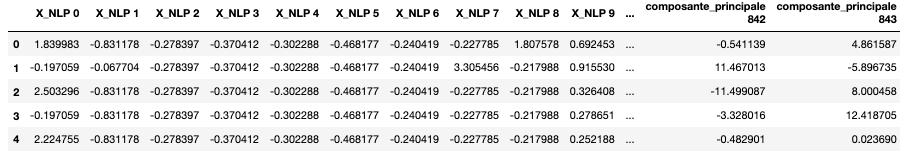 X_NLP 0 X_NLP 1 X_NLP 2 X_NLP 3 X_NLP 4 X_NLP 5 X_NLP 6 X_NLP 7 X_NLP 8 X_NLP 9 ... composante_principale 842 composante_principale 843
0 1.839983 -0.831178 -0.278397 -0.370412 -0.302288 -0.468177 -0.240419 -0.227785 1.807578 0.692453 ... -0.541139 4.861587
1 -0.197059 -0.067704 -0.278397 -0.370412 -0.302288 -0.468177 -0.240419 3.305456 -0.217988 0.915530 ... 11.467013 -5.896735
2 2.503296 -0.831178 -0.278397 -0.370412 -0.302288 -0.468177 -0.240419 -0.227785 -0.217988 0.326408 ... -11.499087 8.000458
3 -0.197059 -0.831178 -0.278397 -0.370412 -0.302288 -0.468177 -0.240419 -0.227785 -0.217988 0.278651 ... -3.328016 12.418705
4 2.224755 -0.831178 -0.278397 -0.370412 -0.302288 -0.468177 -0.240419 -0.227785 -0.217988 0.252188 ... -0.482901 0.023690